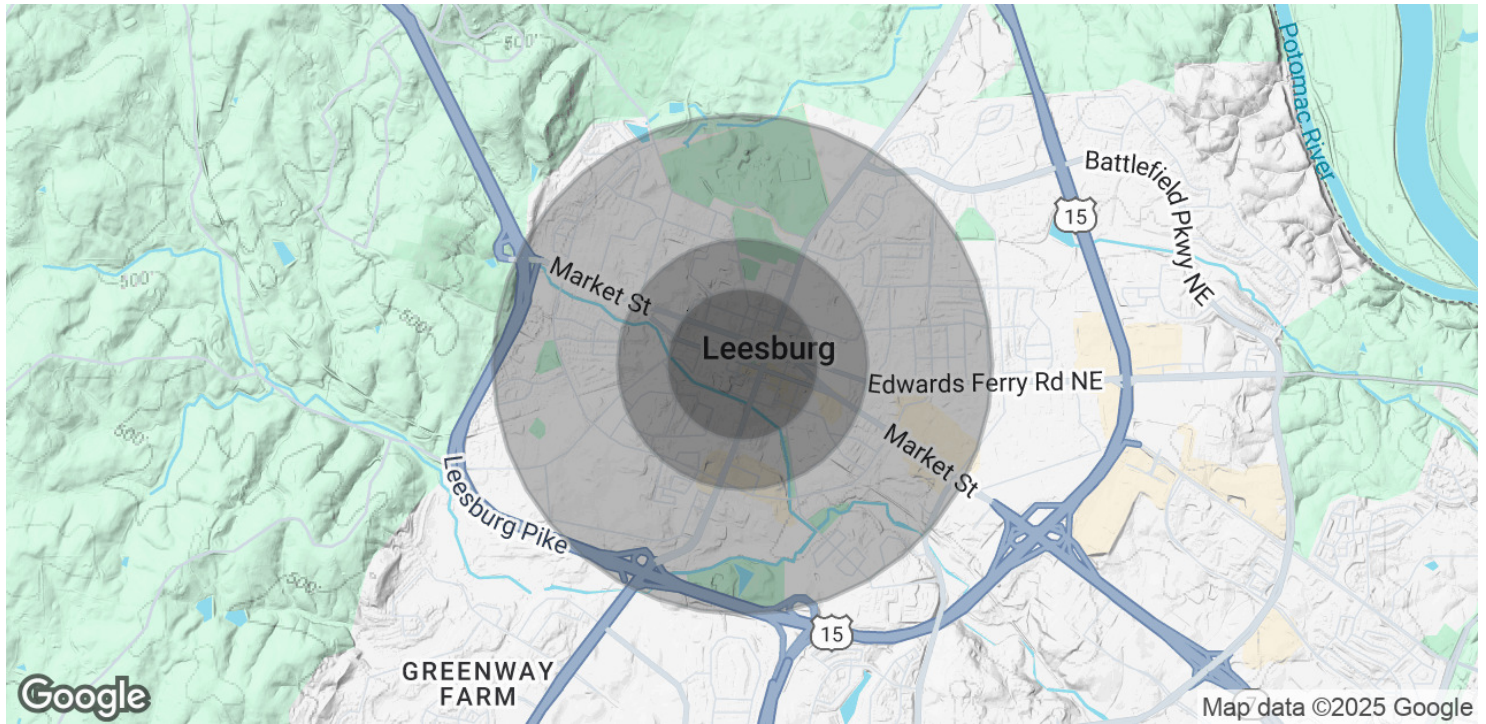 500'
Potomac River
Battlefield Pkwy NE
15
500'
Market St
500'
Leesburg
Edwards Ferry Rd NE
500'
Market St
Leesburg Pike
500'
15
GREENWAY
FARM
7
Google
Map data ©2025 Google